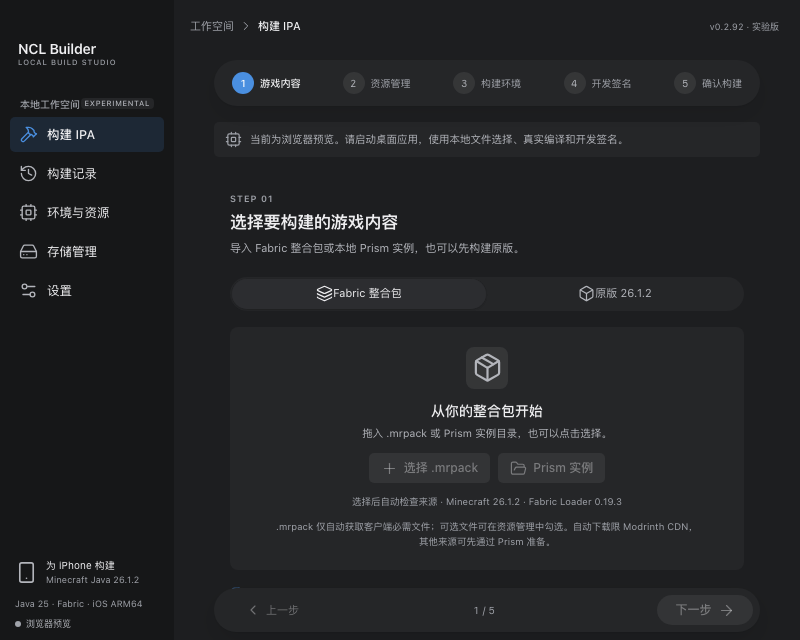 NCL Builder
LOCAL BUILD STUDIO
本地工作空间 EXPERIMENTAL
构建 IPA
构建记录
环境与资源
存储管理
设置
为 iPhone 构建
Minecraft Java 26.1.2
Java 25 · Fabric · iOS ARM64
浏览器预览
工作空间 > 构建 IPA
v0.2.92 · 实验版
1 游戏内容 2 资源管理 3 构建环境 4 开发签名 5 确认构建
当前为浏览器预览。请启动桌面应用，使用本地文件选择、真实编译和开发签名。
STEP 01
选择要构建的游戏内容
导入 Fabric 整合包或本地 Prism 实例，也可以先构建原版。
Fabric 整合包 原版 26.1.2
从你的整合包开始
拖入 .mrpack 或 Prism 实例目录，也可以点击选择。
选择 .mrpack Prism 实例
选择后自动检查来源 · Minecraft 26.1.2 · Fabric Loader 0.19.3
.mrpack 仅自动获取客户端必需文件；可选文件可在资源管理中勾选。自动下载限 Modrinth CDN，
其他来源可先通过 Prism 准备。
上一步 1 / 5 下一步